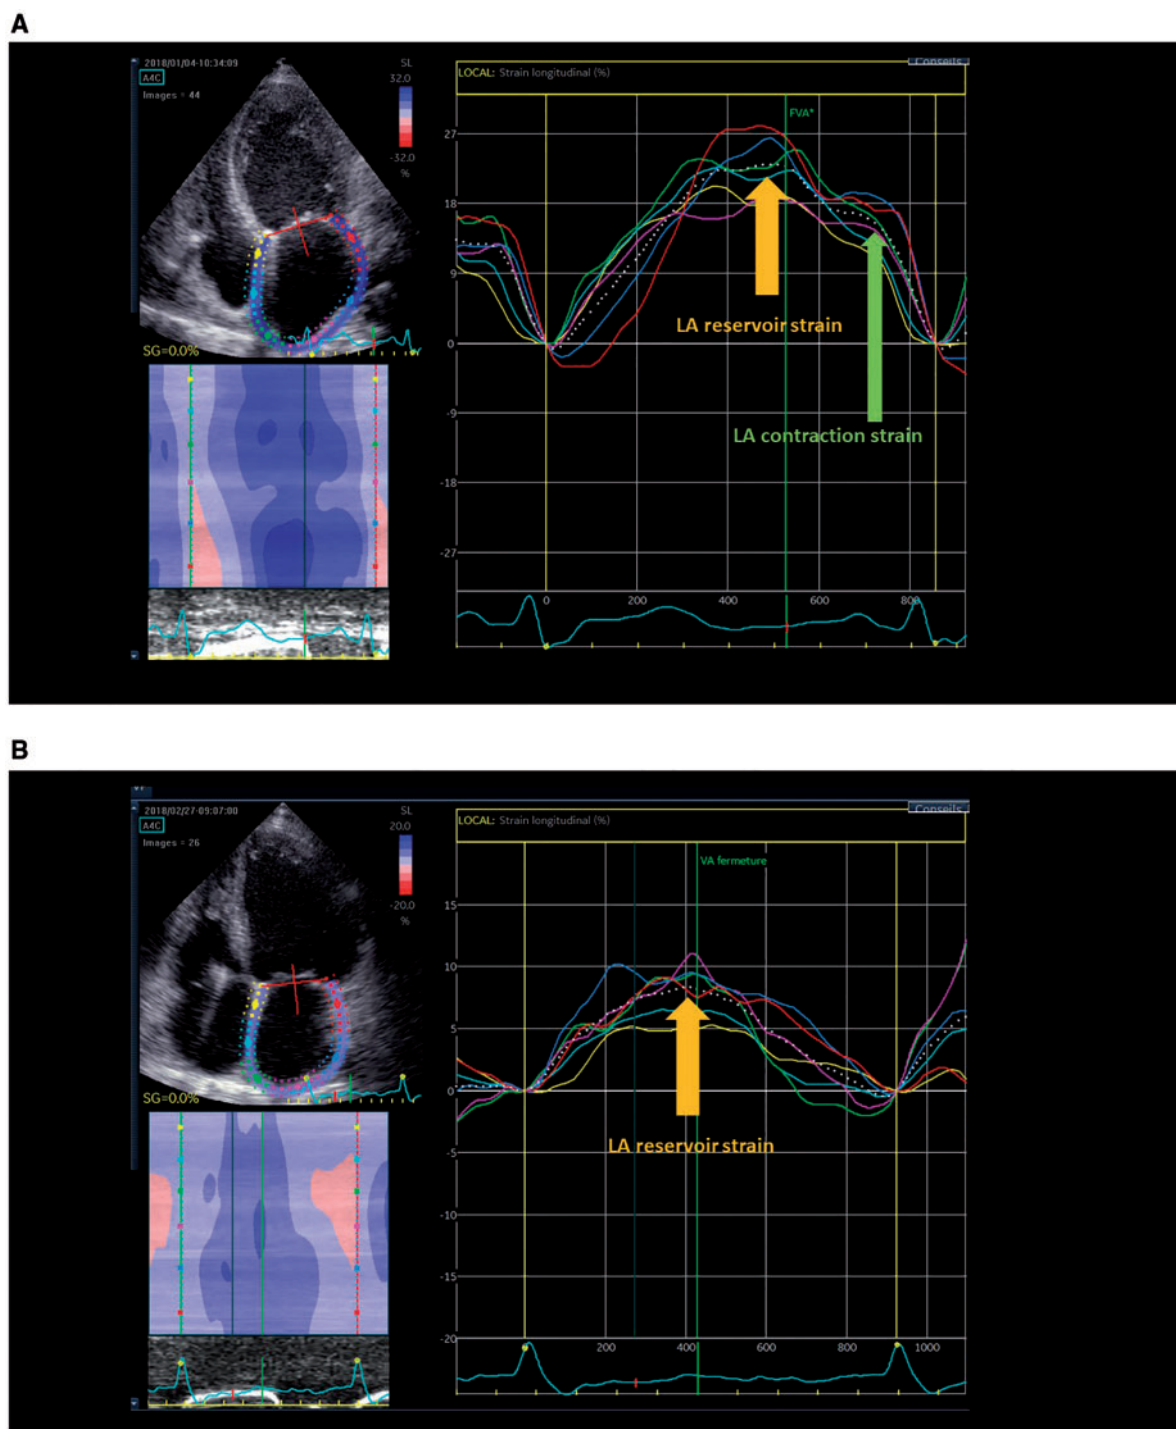 A
2018/01/04-10:34:09
A4C
Images = 44
SL
32.0
-32.0
%
SG=0.0%
Conseils
LOCAL: Strain longitudinal (%)
FVA*
27
18
9
0
-9
-18
-27
LA reservoir strain
LA contraction strain
0
200
400
600
800
B
2018/02/27-09:07:00
A4C
Images = 26
SL
20.0
-20.0
%
SG=0.0%
Conseils
LOCAL: Strain longitudinal (%)
VA fermeture
15
10
5
0
-5
-10
-15
-20
LA reservoir strain
200
400
600
800
1000